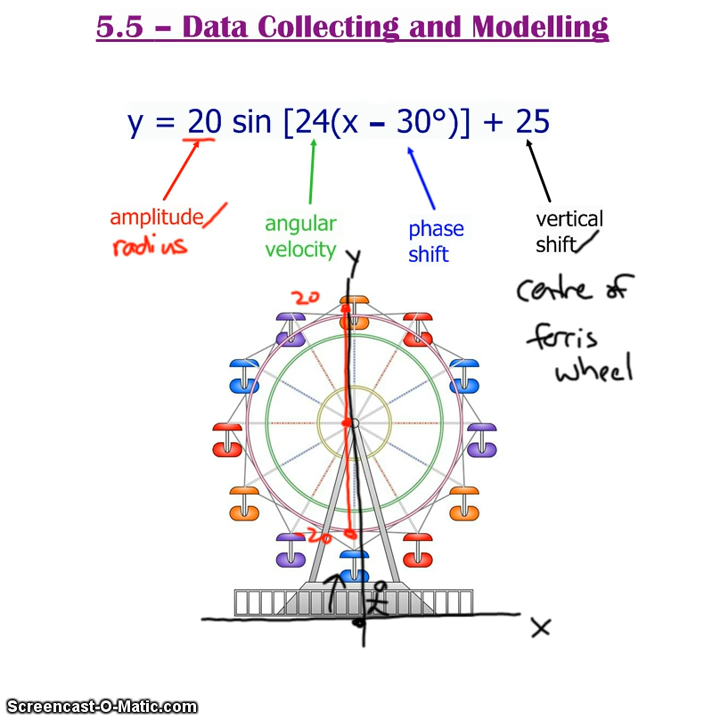 5.5 – Data Collecting and Modelling
y = 20 sin [24(x – 30°)] + 25
amplitude
radius
angular
velocity
phase
shift
vertical
shift
centre of
ferris
wheel
y
20
20
x
Screencast-O-Matic.com